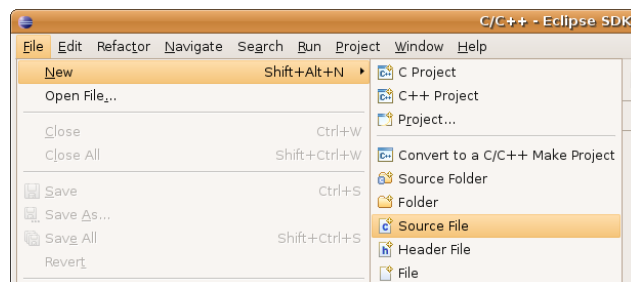 C/C++ - Eclipse SDK
File Edit Refactor Navigate Search Run Project Window Help
New Shift+Alt+N
Open File...
Close Ctrl+W
Close All Shift+Ctrl+W
Save Ctrl+S
Save As...
Save All Shift+Ctrl+S
Revert
C Project
C++ Project
Project...
Convert to a C/C++ Make Project
Source Folder
Folder
Source File
Header File
File